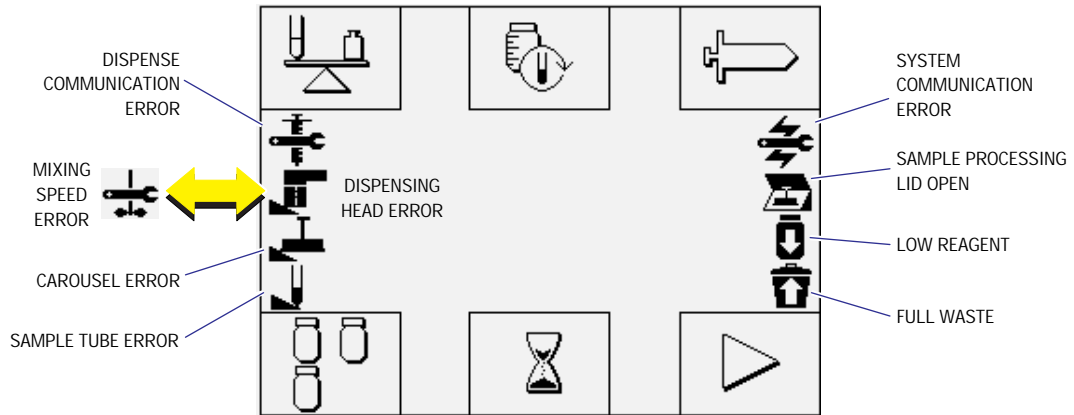 DISPENSE
COMMUNICATION
ERROR
MIXING
SPEED
ERROR
DISPENSING
HEAD ERROR
CAROUSEL ERROR
SAMPLE TUBE ERROR
SYSTEM
COMMUNICATION
ERROR
SAMPLE PROCESSING
LID OPEN
LOW REAGENT
FULL WASTE